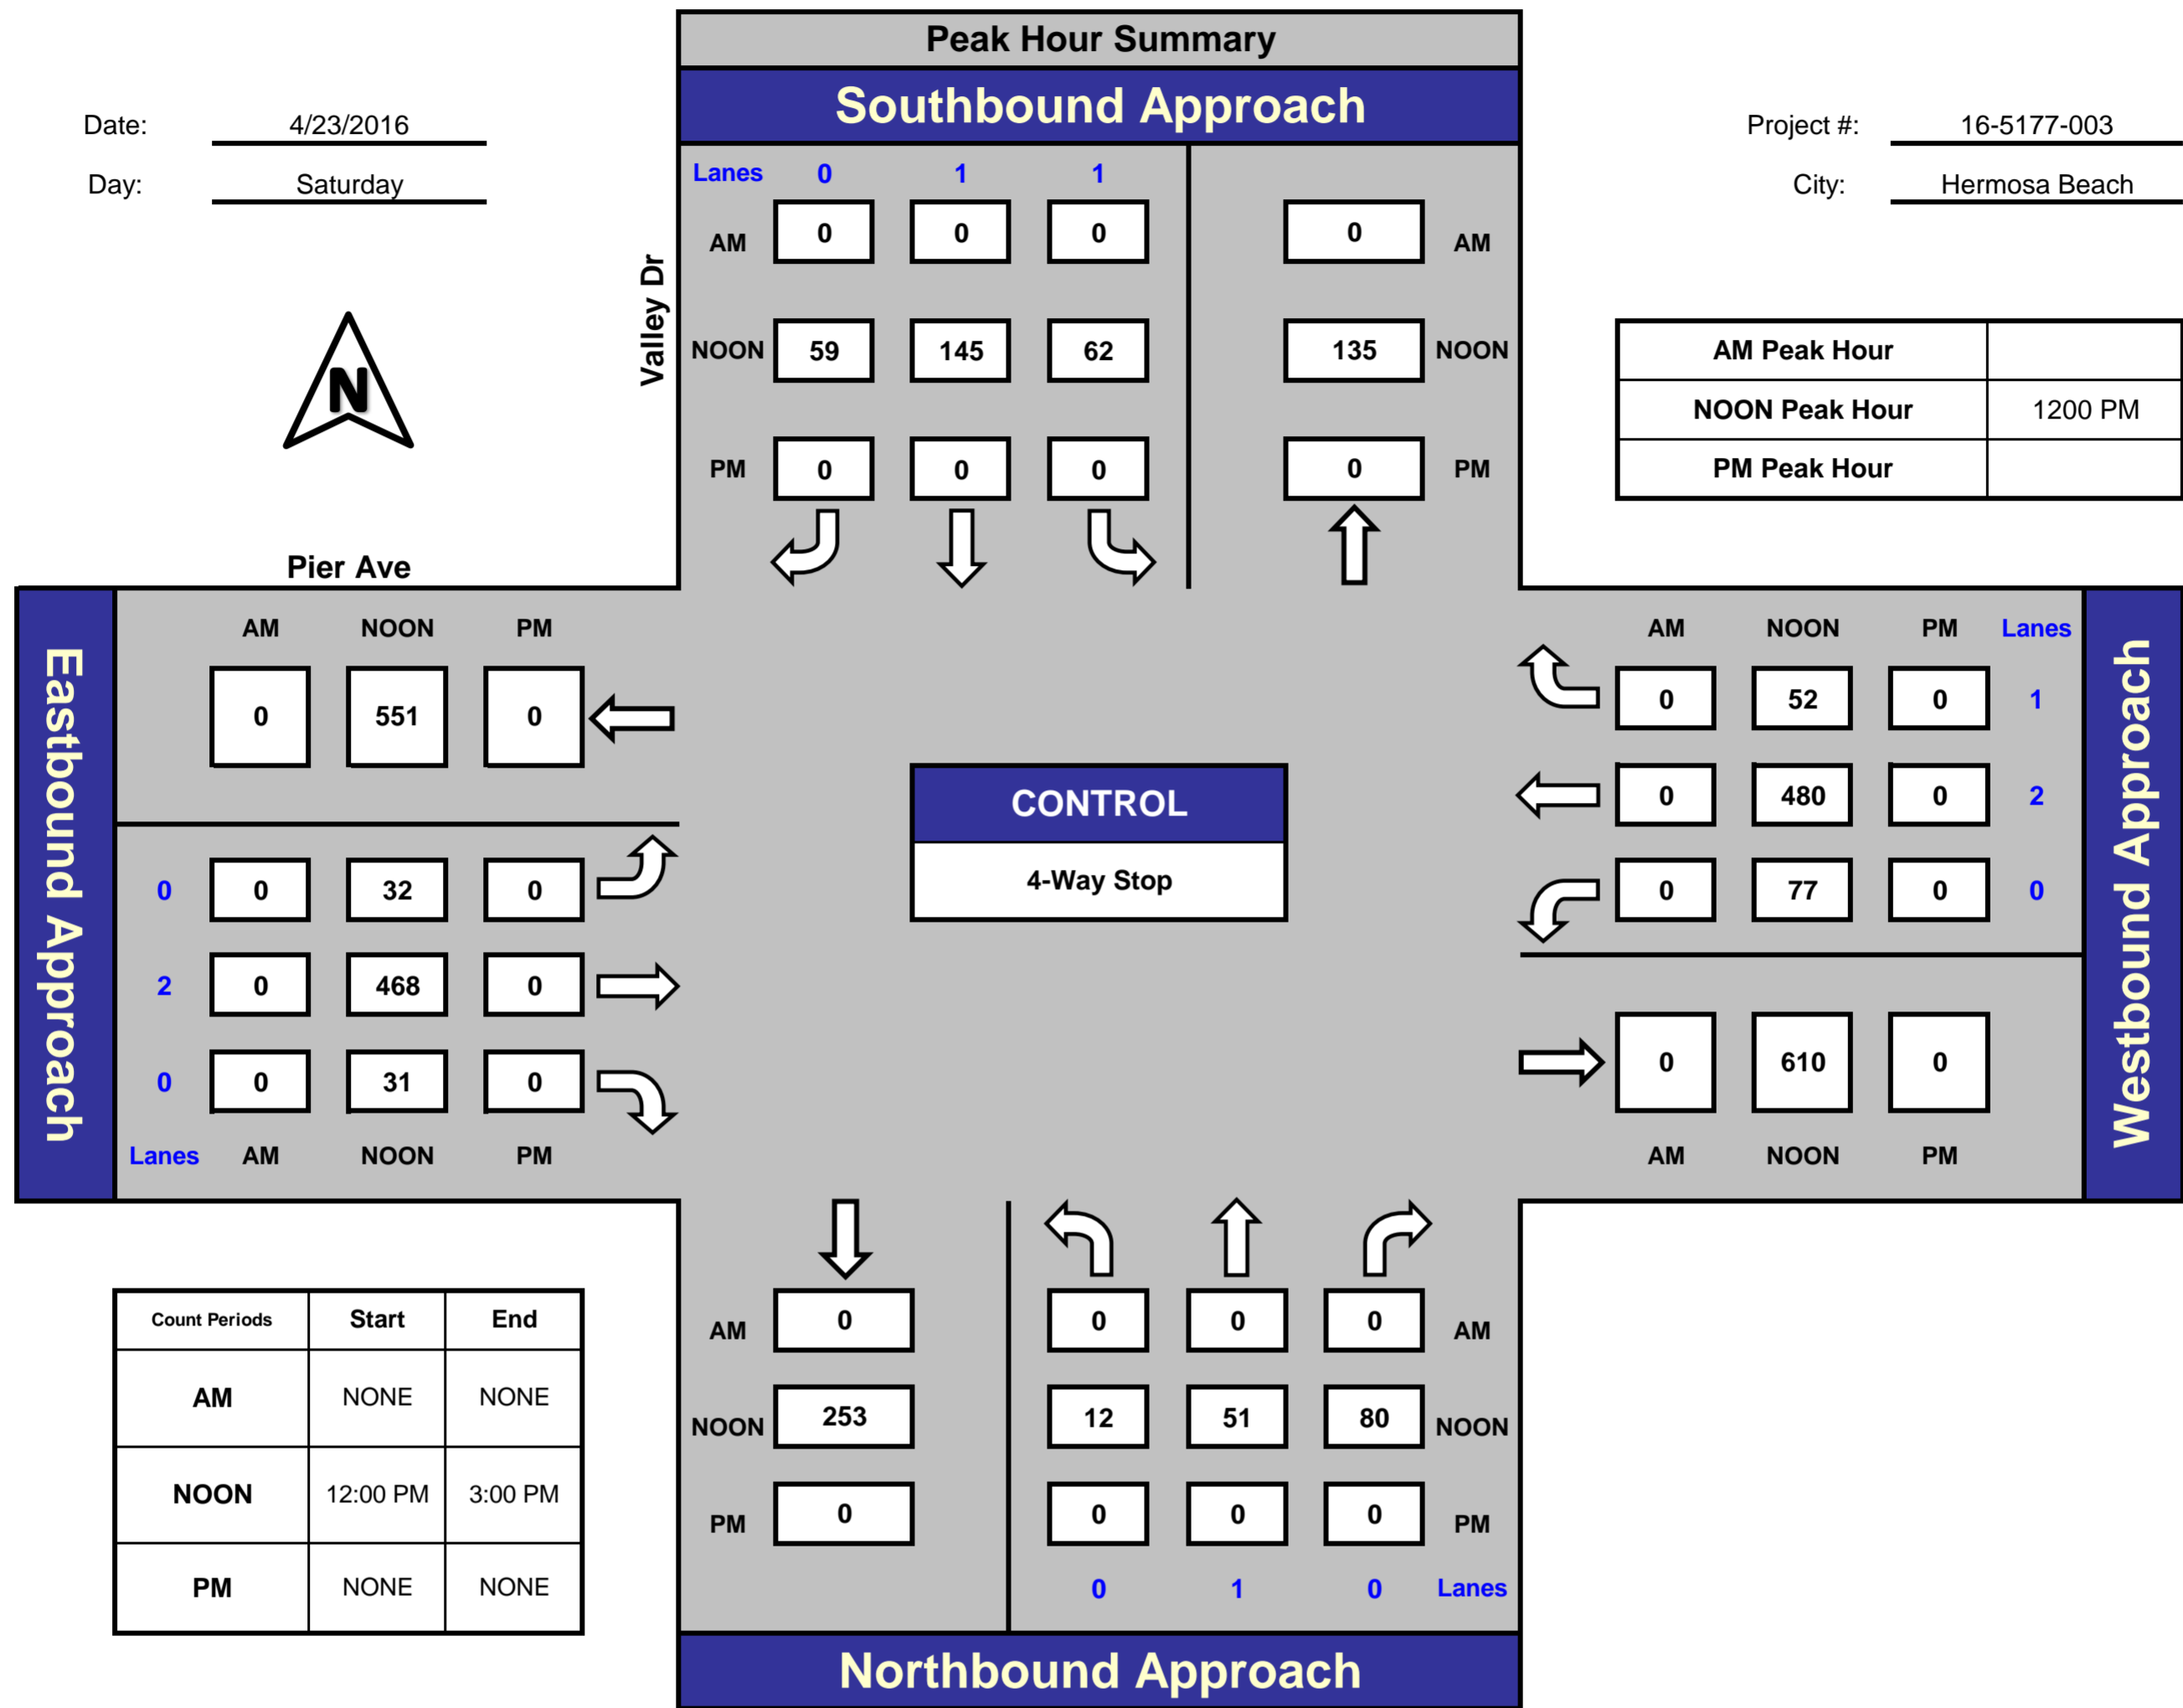 Peak Hour Summary
Southbound Approach
Date: 4/23/2016
Day: Saturday
Project #: 16-5177-003
City: Hermosa Beach
N
Valley Dr
Lanes 0 1 1
AM 0 0 0 0 AM
NOON 59 145 62 135 NOON
PM 0 0 0 0 PM
AM Peak Hour
NOON Peak Hour 1200 PM
PM Peak Hour
Pier Ave
Eastbound Approach
AM NOON PM
0 551 0
0 0 32 0
2 0 468 0
0 0 31 0
Lanes AM NOON PM
CONTROL
4-Way Stop
AM NOON PM Lanes
0 52 0 1
0 480 0 2
0 77 0 0
0 610 0
AM NOON PM
Westbound Approach
Count Periods Start End
AM NONE NONE
NOON 12:00 PM 3:00 PM
PM NONE NONE
AM 0 0 0 0 AM
NOON 253 12 51 80 NOON
PM 0 0 0 0 PM
0 1 0 Lanes
Northbound Approach